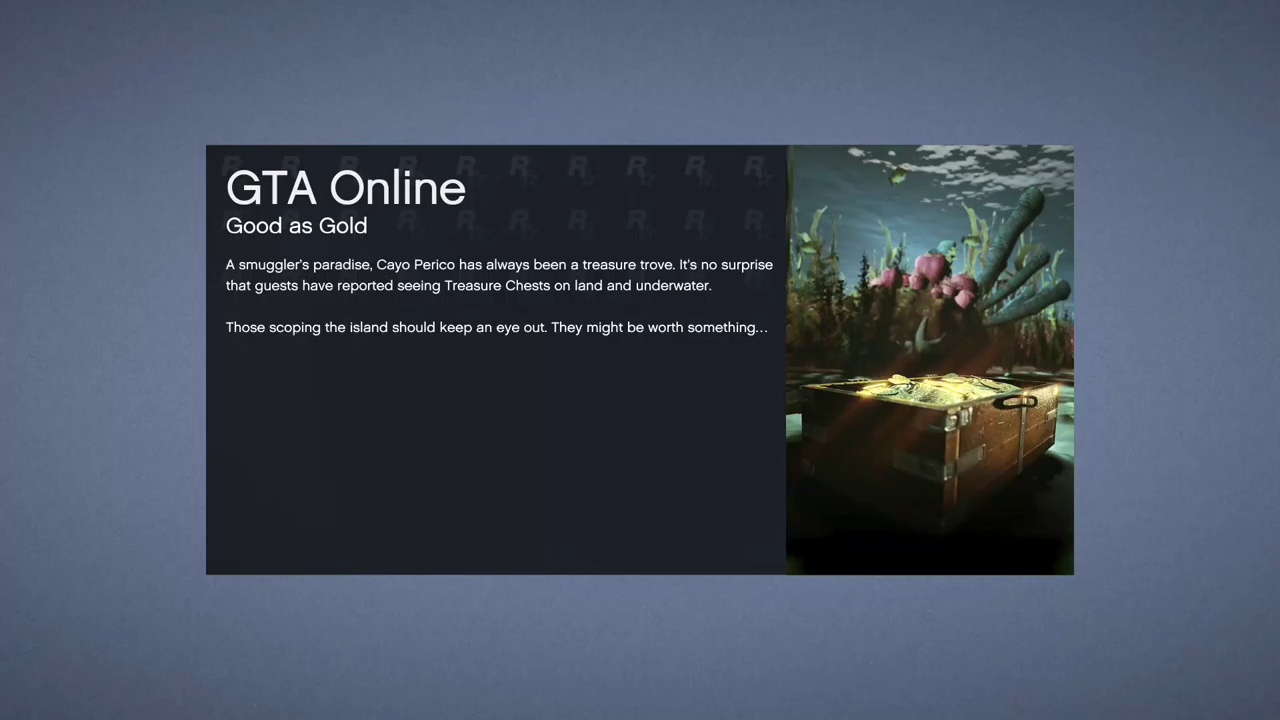 GTA Online
Good as Gold
A smuggler's paradise, Cayo Perico has always been a treasure trove. It's no surprise
that guests have reported seeing Treasure Chests on land and underwater.
Those scoping the island should keep an eye out. They might be worth something...